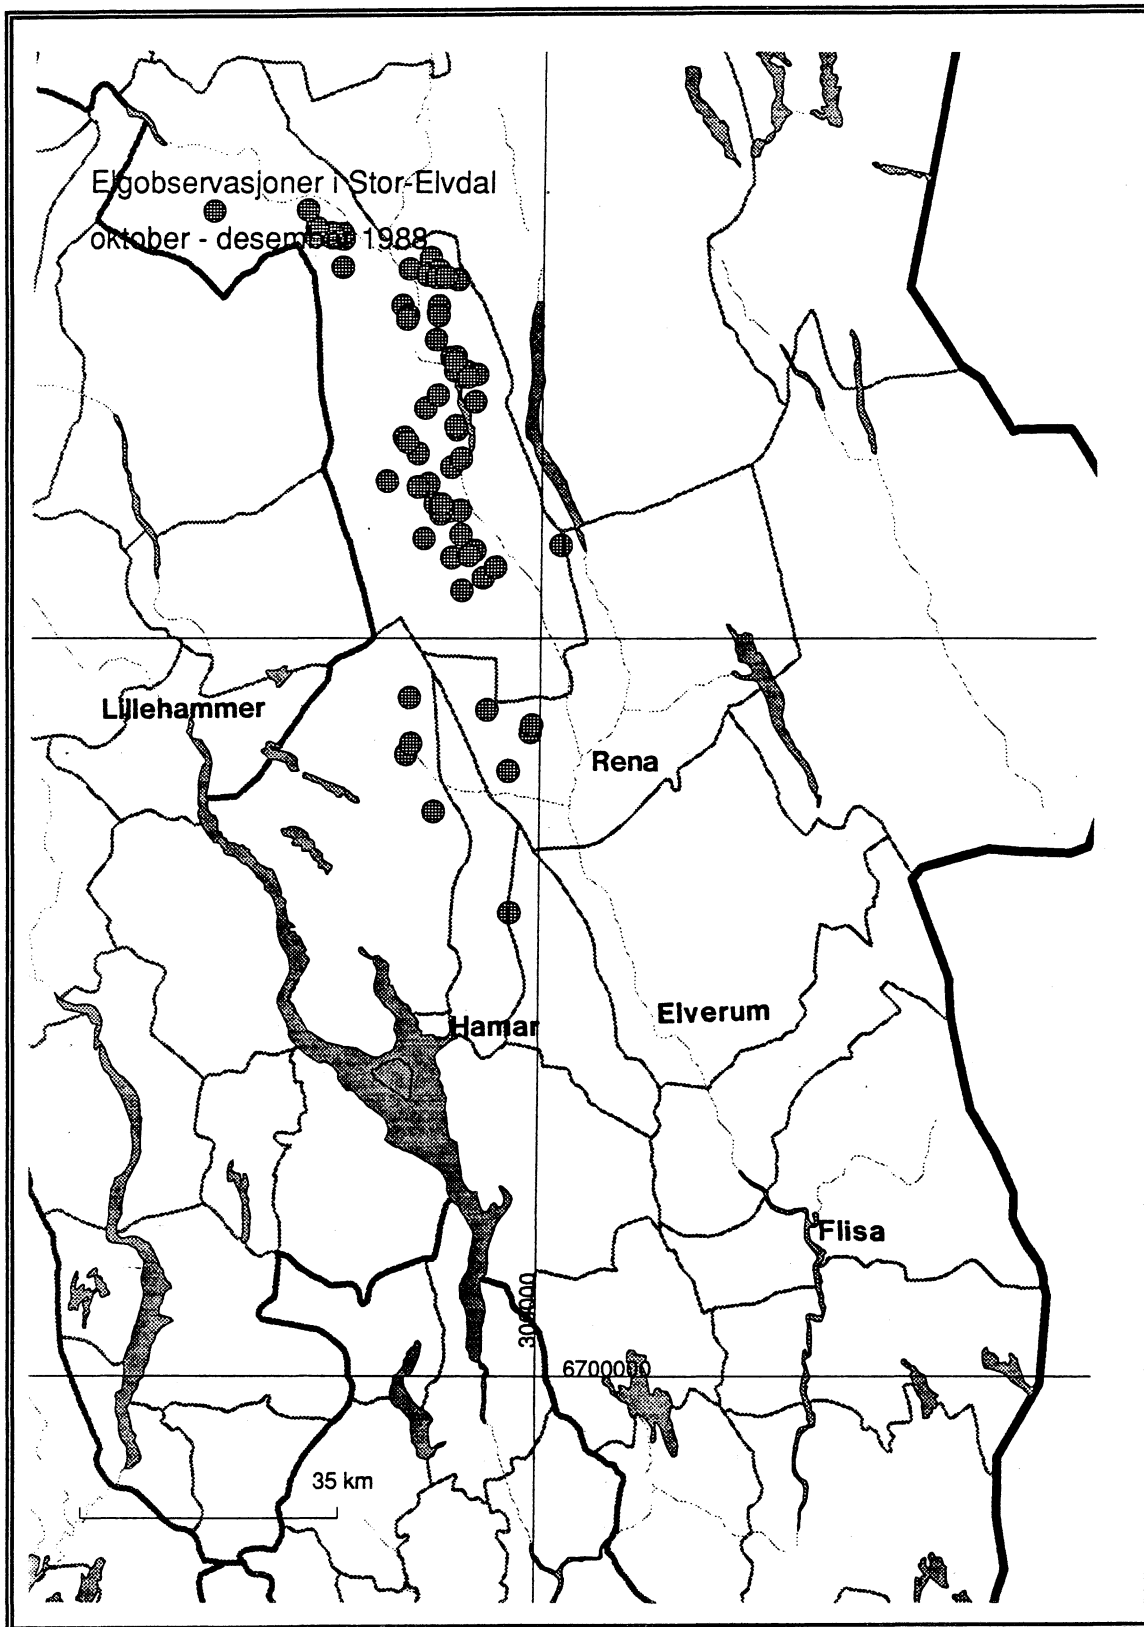 Elgobservasjoner i Stor-Elvdal
oktober - desember 1988
Lillehammer
Rena
Hamar
Elverum
Flisa
300000
6700000
35 km